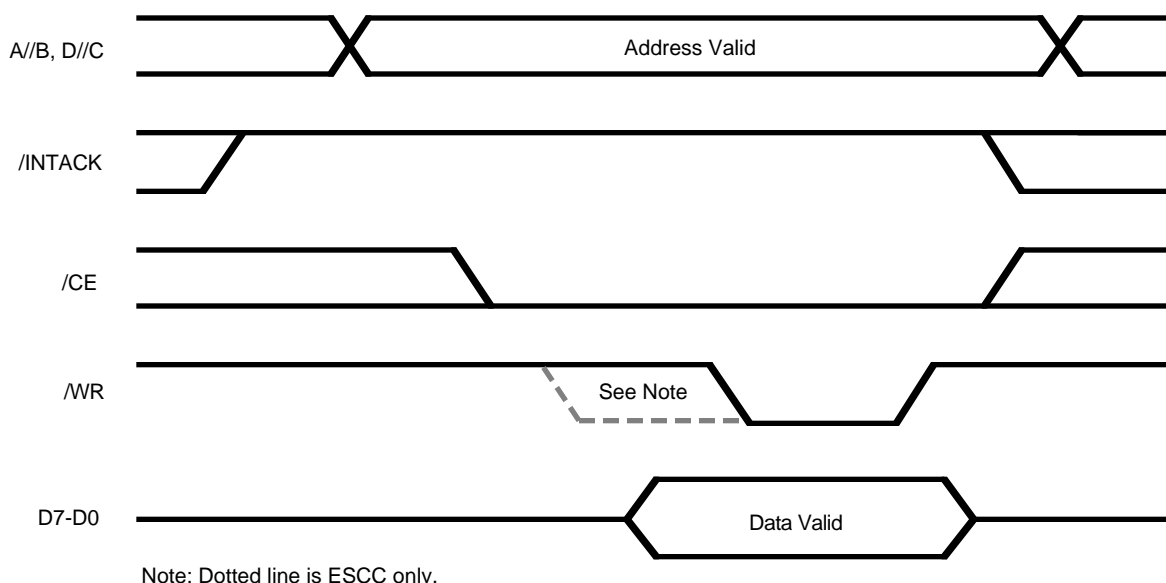 A//B, D//C
Address Valid
/INTACK
/CE
/WR
See Note
D7-D0
Data Valid
Note: Dotted line is ESCC only.